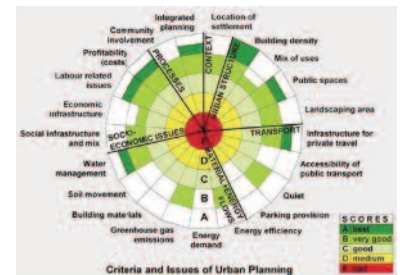 Integrated
planning
Location of
settlement
Community
involvement
Building density
Profitability
(costs
Mix of uses
Labour related
issues
Public spaces
Economic
infrastructure
Landscaping area
Social infrastructure
and mix
Infrastructure for
private travel
Water
management
Accessibility of
public transport
Soil movement
Quiet
Building materials
Parking provision
Greenhouse gas
emissions
Energy
demand
Energy efficiency
PROCESSES
CONTEXT
URBAN STRUCTURE
TRANSPORT
SOCIO-
ECONOMIC ISSUES
MATERIAL/ENERGY
FLOWS
E
D
C
B
A
SCORES
A best
B very good
C good
D medium
Criteria and Issues of Urban Planning